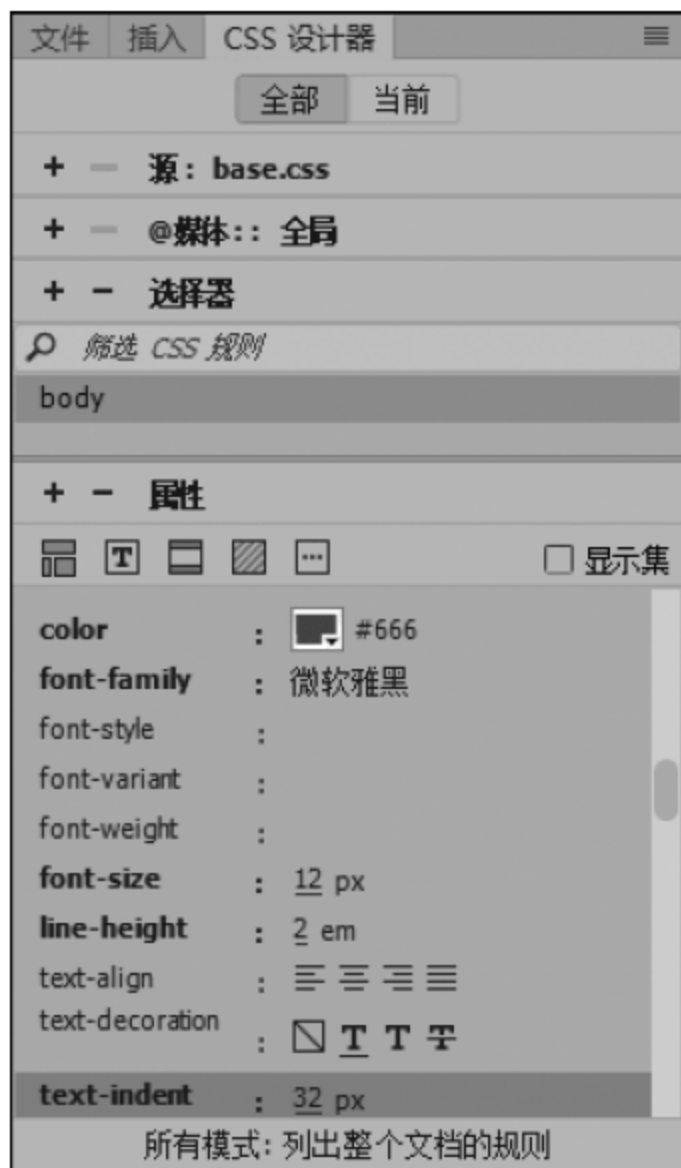 文件 插入 CSS 设计器
全部 当前
+ − 源: base.css
+ − @媒体:: 全局
+ − 选择器
筛选 CSS 规则
body
+ − 属性
T 显示集
color : #666
font-family : 微软雅黑
font-style :
font-variant :
font-weight :
font-size : 12 px
line-height : 2 em
text-align :
text-decoration : T T T
text-indent : 32 px
所有模式: 列出整个文档的规则